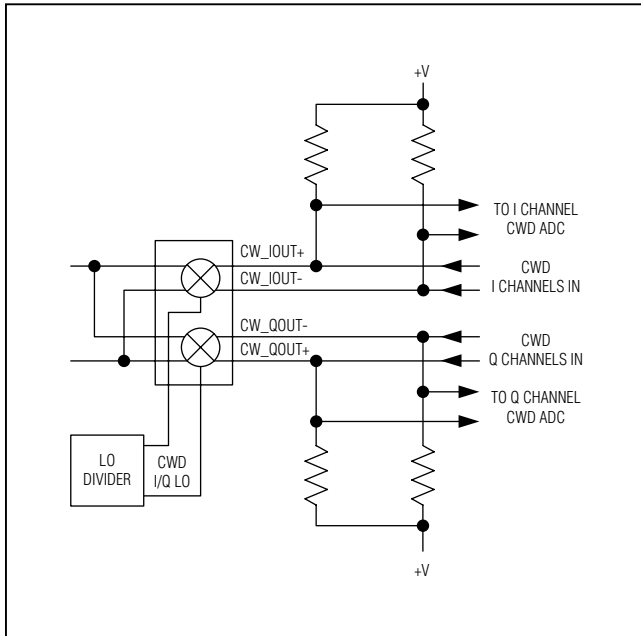 +V
TO I CHANNEL
CWD ADC
CW_IOUT+
CWD
I CHANNELS IN
CW_IOUT-
CW_QOUT-
CWD
Q CHANNELS IN
CW_QOUT+
TO Q CHANNEL
CWD ADC
LO
DIVIDER
CWD
I/Q LO
+V